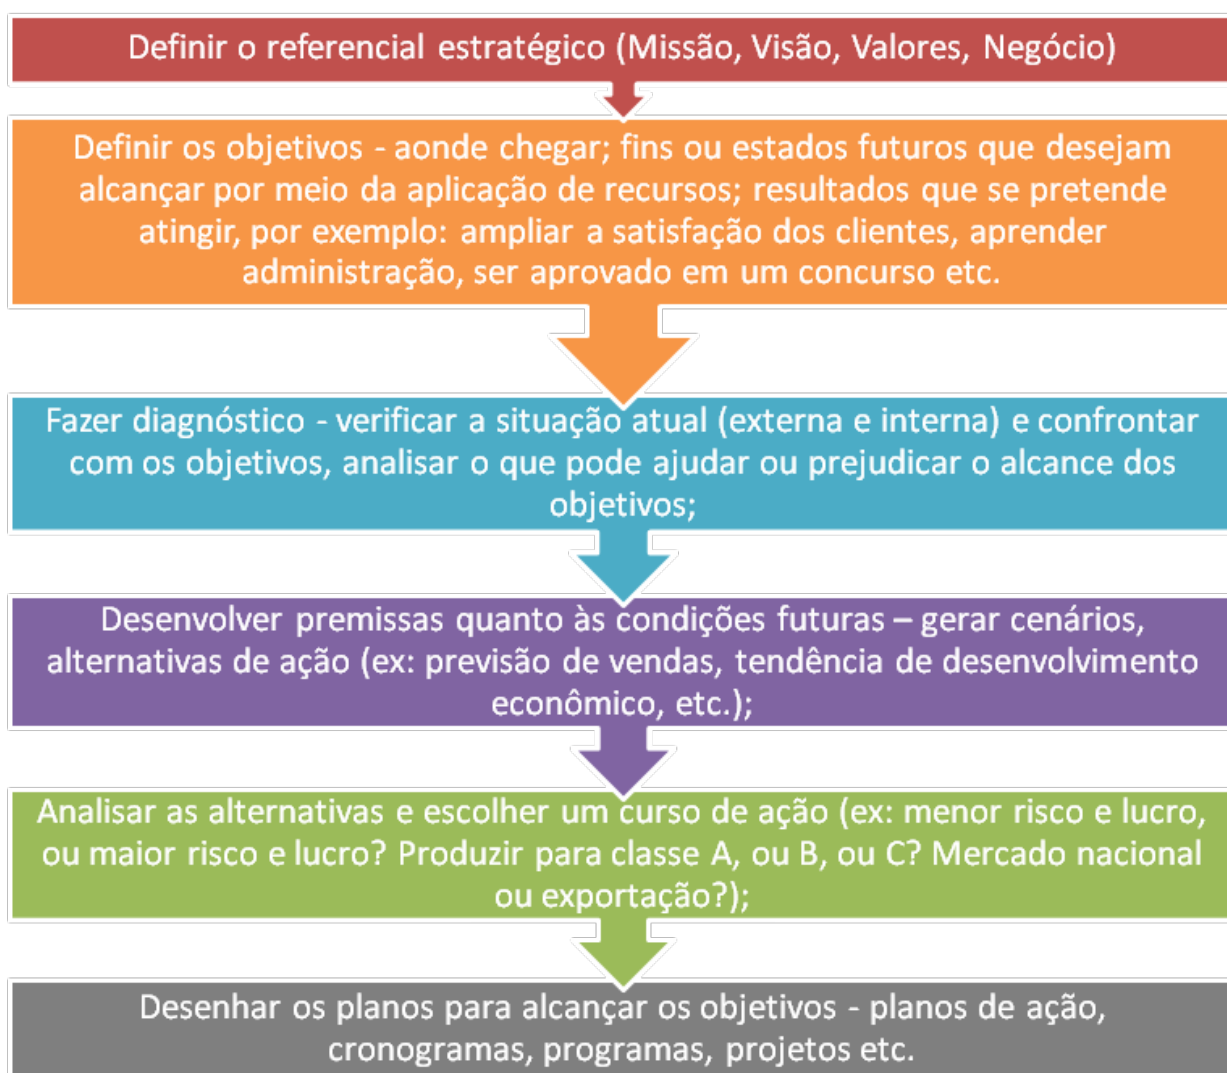 Definir o referencial estratégico (Missão, Visão, Valores, Negócio)
Definir os objetivos - aonde chegar; fins ou estados futuros que desejam
alcançar por meio da aplicação de recursos; resultados que se pretende
atingir, por exemplo: ampliar a satisfação dos clientes, aprender
administração, ser aprovado em um concurso etc.
Fazer diagnóstico - verificar a situação atual (externa e interna) e confrontar
com os objetivos, analisar o que pode ajudar ou prejudicar o alcance dos
objetivos;
Desenvolver premissas quanto às condições futuras – gerar cenários,
alternativas de ação (ex: previsão de vendas, tendência de desenvolvimento
econômico, etc.);
Analisar as alternativas e escolher um curso de ação (ex: menor risco e lucro,
ou maior risco e lucro? Produzir para classe A, ou B, ou C? Mercado nacional
ou exportação?);
Desenhar os planos para alcançar os objetivos - planos de ação,
cronogramas, programas, projetos etc.